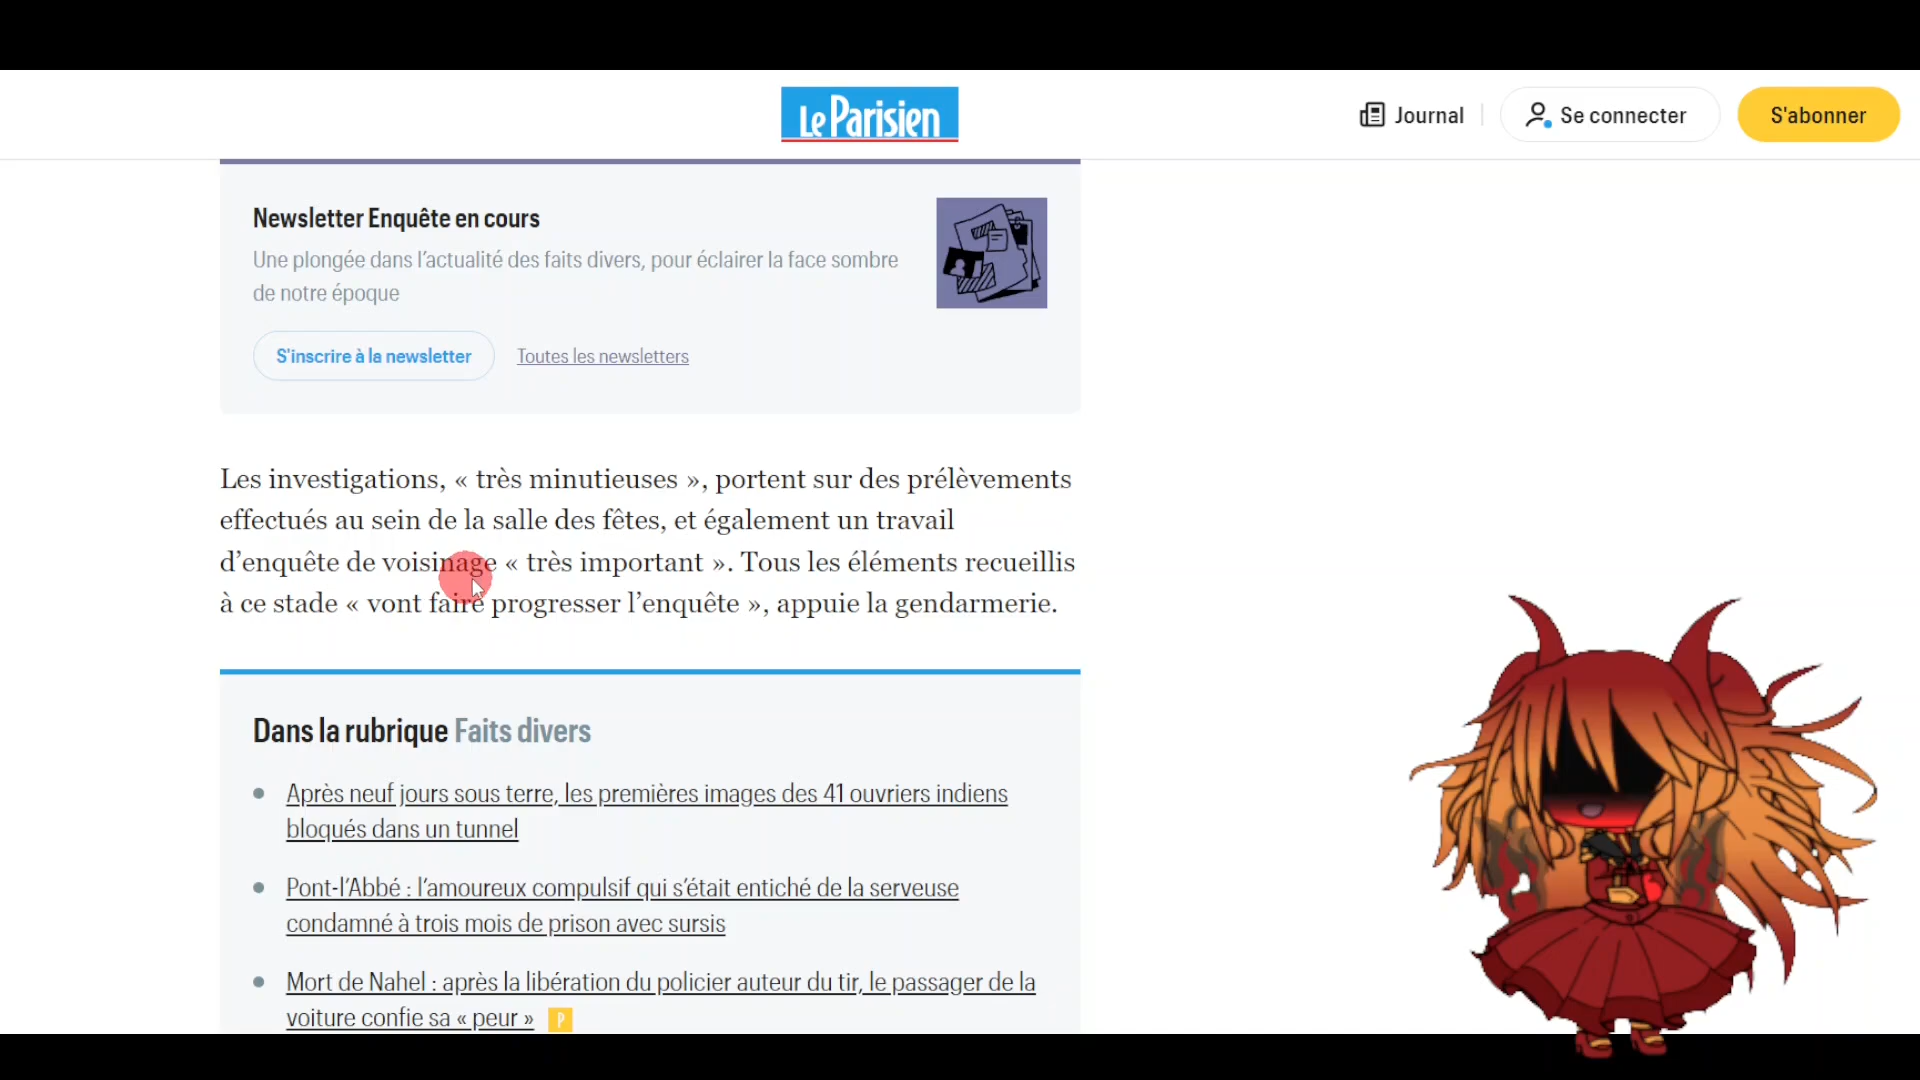 Le Parisien
Journal
Se connecter
S'abonner
Newsletter Enquête en cours
Une plongée dans l'actualité des faits divers, pour éclairer la face sombre
de notre époque
S'inscrire à la newsletter
Toutes les newsletters
Les investigations, « très minutieuses », portent sur des prélèvements
effectués au sein de la salle des fêtes, et également un travail
d'enquête de voisinage « très important ». Tous les éléments recueillis
à ce stade « vont faire progresser l'enquête », appuie la gendarmerie.
Dans la rubrique Faits divers
Après neuf jours sous terre, les premières images des 41 ouvriers indiens
bloqués dans un tunnel
Pont-l'Abbé : l'amoureux compulsif qui s'était entiché de la serveuse
condamné à trois mois de prison avec sursis
Mort de Nahel : après la libération du policier auteur du tir, le passager de la
voiture confie sa « peur » P